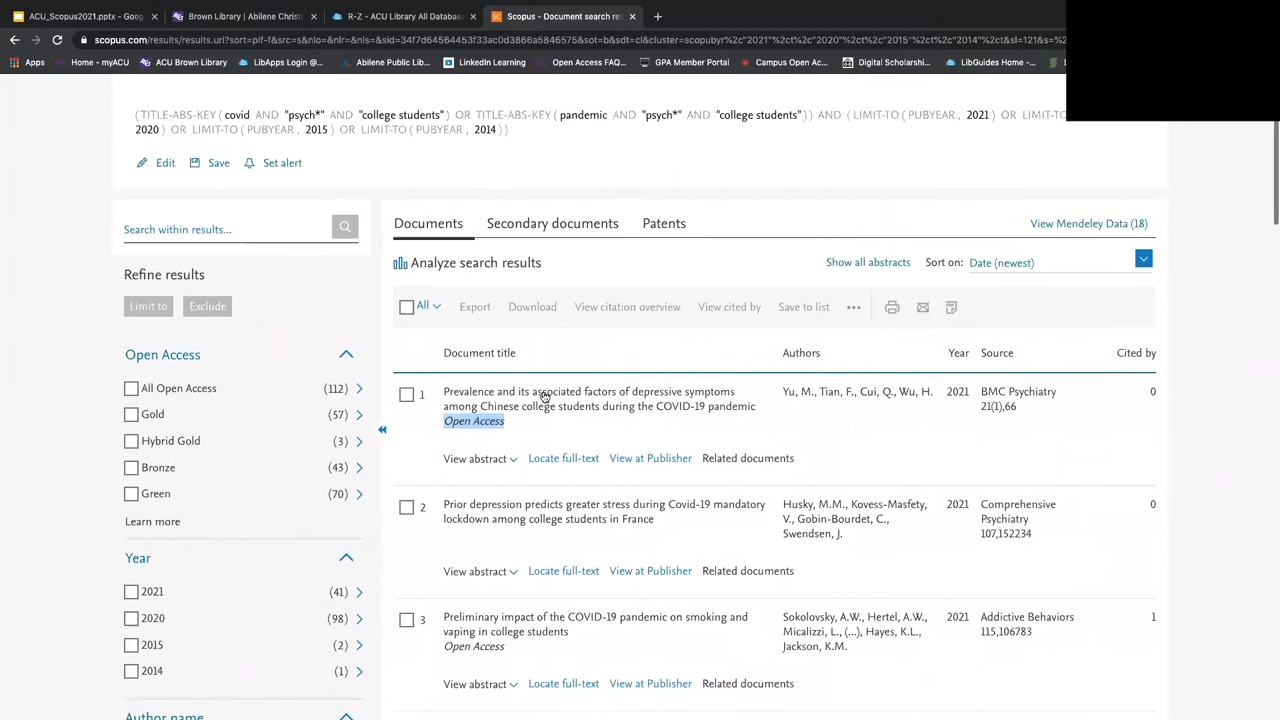 ACU_Scopus2021.pptx - Goog
Brown Library | Abilene Christi
R-Z - ACU Library All Databas
Scopus - Document search res
scopus.com/results/results.uri?sort=plf-f&src=s&nlo=&nlr=&nls=&sid=34f7d64564453f33ac0d3866a5846575&sot=b&sdt=cl&cluster=scopubyr%2c"2021"%2ct%2c"2020"%2ct%2c"2015"%2ct%2c"2014"%2ct&sl=121&s=%
Apps
Home - myACU
ACU Brown Library
LibApps Login @...
Abilene Public Lib...
LinkedIn Learning
Open Access FAQ...
GPA Member Portal
Campus Open Ac...
Digital Scholarshi...
LibGuides Home -...
(TITLE-ABS-KEY ( covid AND "psych*" AND "college students" ) OR TITLE-ABS-KEY ( pandemic AND "psych*" AND "college students" ) ) AND ( LIMIT-TO ( PUBYEAR , 2021 ) OR LIMIT-TO
2020 ) OR LIMIT-TO ( PUBYEAR , 2015 ) OR LIMIT-TO ( PUBYEAR , 2014 ) )
Edit Save Set alert
Search within results...
Refine results
Limit to Exclude
Open Access
All Open Access (112)
Gold (57)
Hybrid Gold (3)
Bronze (43)
Green (70)
Learn more
Year
2021 (41)
2020 (98)
2015 (2)
2014 (1)
Author name
Documents Secondary documents Patents View Mendeley Data (18)
Analyze search results Show all abstracts Sort on: Date (newest)
All Export Download View citation overview View cited by Save to list •••
Document title Authors Year Source Cited by
1 Prevalence and its associated factors of depressive symptoms
among Chinese college students during the COVID-19 pandemic
Open Access
Yu, M., Tian, F., Cui, Q., Wu, H. 2021 BMC Psychiatry 0
21(1),66
View abstract Locate full-text View at Publisher Related documents
2 Prior depression predicts greater stress during Covid-19 mandatory
lockdown among college students in France
Husky, M.M., Kovess-Masfety, 2021 Comprehensive 0
V., Gobin-Bourdet, C., Psychiatry
Swendsen, J. 107,152234
View abstract Locate full-text View at Publisher Related documents
3 Preliminary impact of the COVID-19 pandemic on smoking and
vaping in college students
Open Access
Sokolovsky, A.W., Hertel, A.W., 2021 Addictive Behaviors 1
Micalizzi, L., (...), Hayes, K.L., 115,106783
Jackson, K.M.
View abstract Locate full-text View at Publisher Related documents